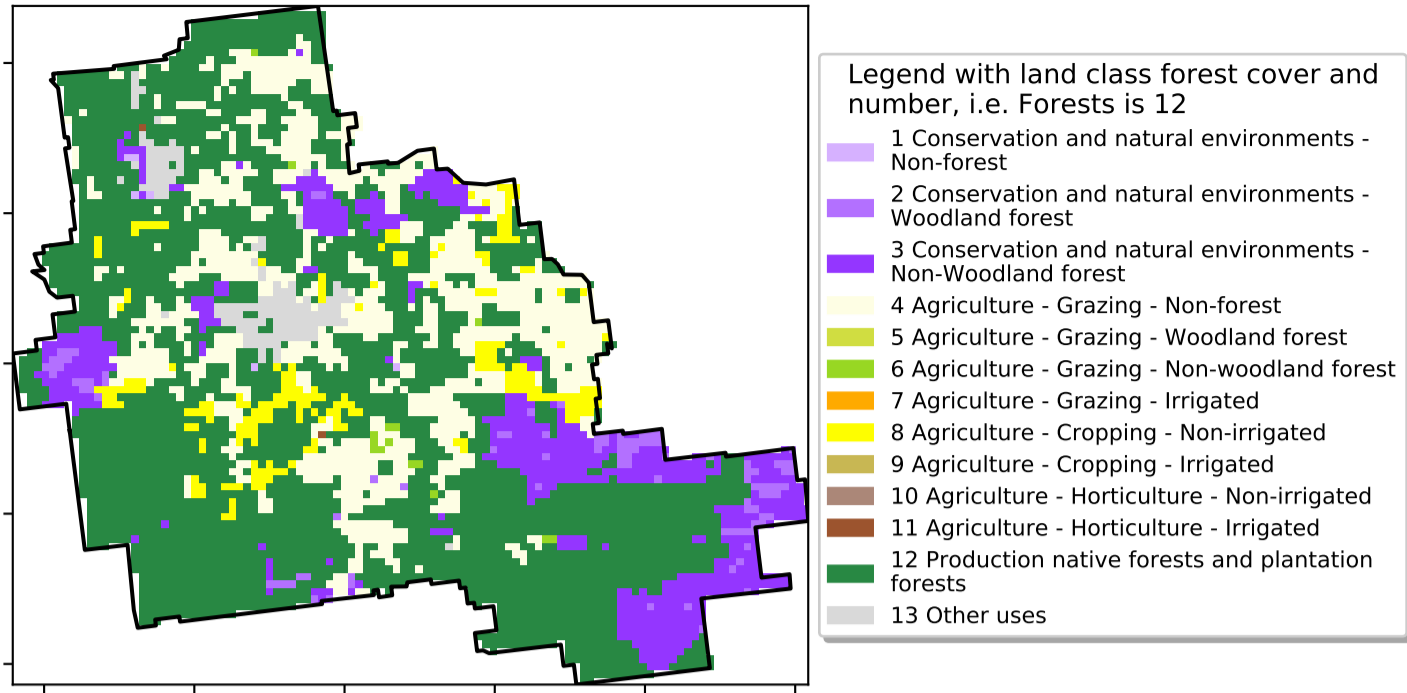 Legend with land class forest cover and
number, i.e. Forests is 12
1 Conservation and natural environments -
Non-forest
2 Conservation and natural environments -
Woodland forest
3 Conservation and natural environments -
Non-Woodland forest
4 Agriculture - Grazing - Non-forest
5 Agriculture - Grazing - Woodland forest
6 Agriculture - Grazing - Non-woodland forest
7 Agriculture - Grazing - Irrigated
8 Agriculture - Cropping - Non-irrigated
9 Agriculture - Cropping - Irrigated
10 Agriculture - Horticulture - Non-irrigated
11 Agriculture - Horticulture - Irrigated
12 Production native forests and plantation
forests
13 Other uses